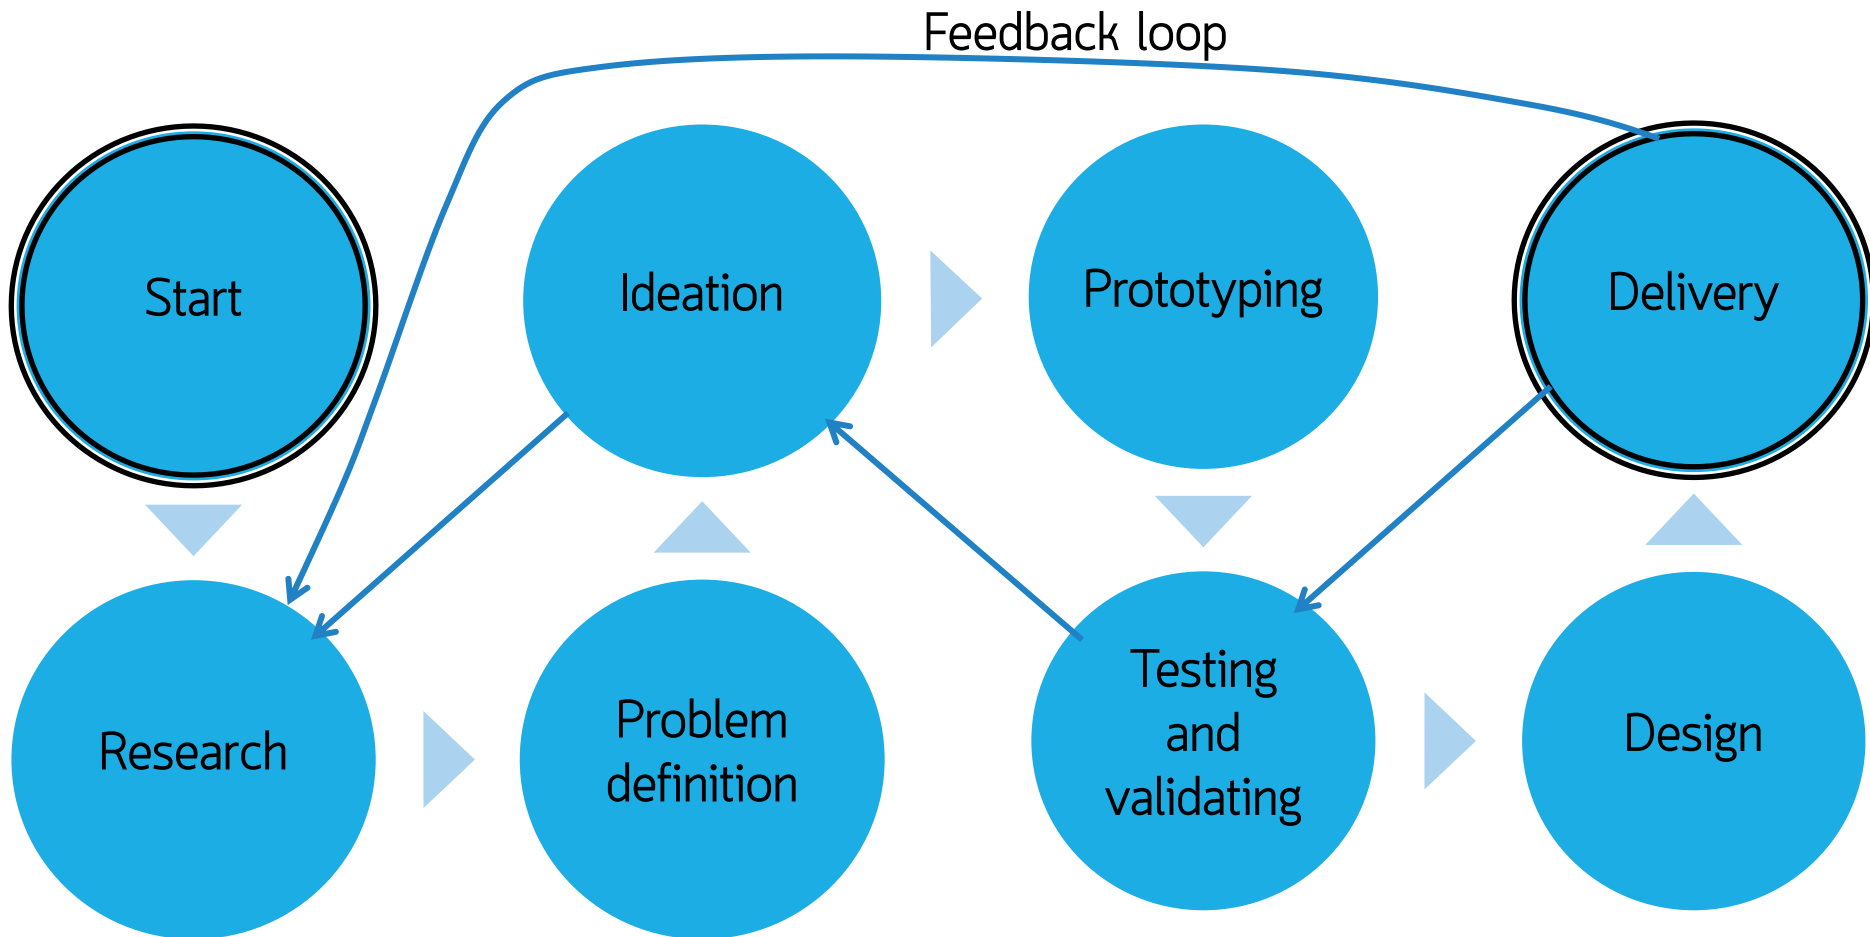 Feedback loop
Start
Ideation
Prototyping
Delivery
Research
Problem
definition
Testing
and
validating
Design